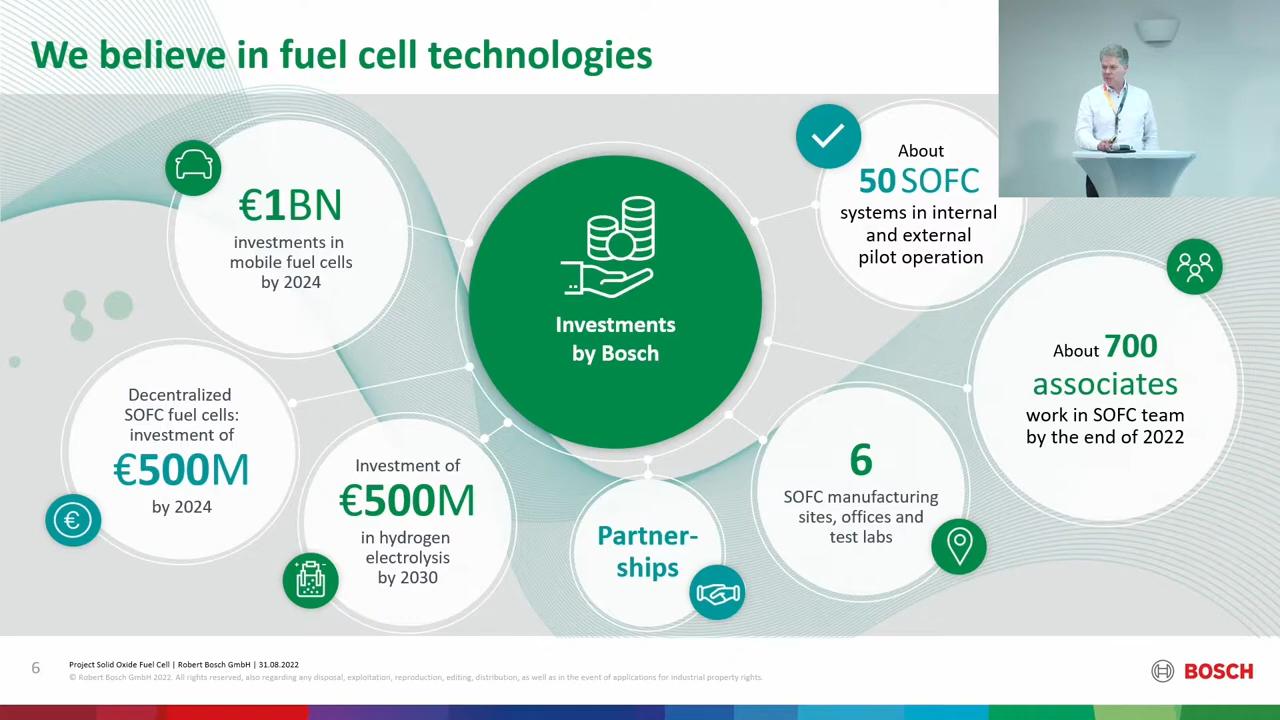 We believe in fuel cell technologies
€1BN
investments in
mobile fuel cells
by 2024
Decentralized
SOFC fuel cells:
investment of
€500M
by 2024
€
Investment of
€500M
in hydrogen
electrolysis
by 2030
Investments
by Bosch
Partner-
ships
About
50 SOFC
systems in internal
and external
pilot operation
6
SOFC manufacturing
sites, offices and
test labs
About 700
associates
work in SOFC team
by the end of 2022
6
Project Solid Oxide Fuel Cell | Robert Bosch GmbH | 31.08.2022
© Robert Bosch GmbH 2022. All rights reserved, also regarding any disposal, exploitation, reproduction, editing, distribution, as well as in the event of applications for industrial property rights.
BOSCH